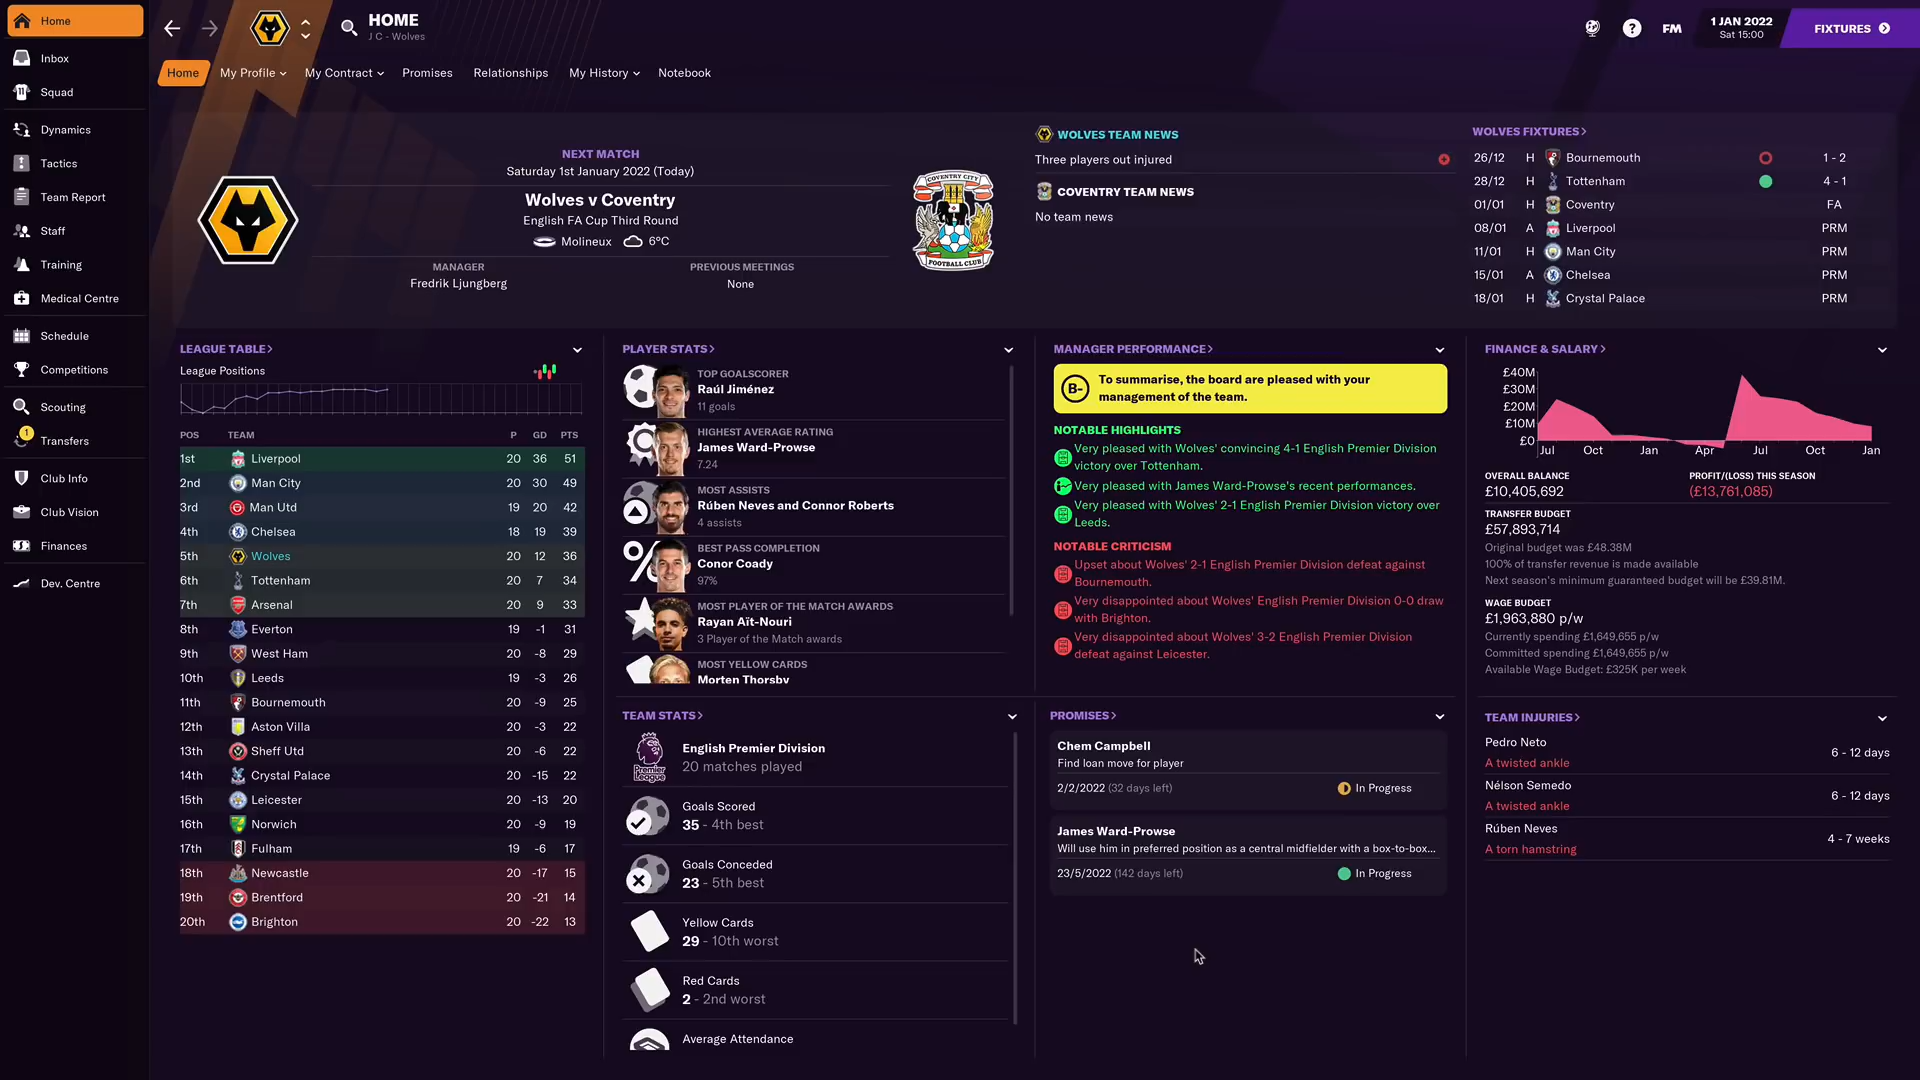 Home
Inbox
Squad
Dynamics
Tactics
Team Report
Staff
Training
Medical Centre
Schedule
Competitions
Scouting
1
Transfers
Club Info
Club Vision
Finances
Dev. Centre
HOME
J C - Wolves
?
FM
1 JAN 2022
Sat 15:00
FIXTURES
Home
My Profile
My Contract
Promises
Relationships
My History
Notebook
NEXT MATCH
Saturday 1st January 2022 (Today)
Wolves v Coventry
English FA Cup Third Round
Molineux 6°C
MANAGER
Fredrik Ljungberg
PREVIOUS MEETINGS
None
COVENTRY CITY
FOOTBALL CLUB
WOLVES TEAM NEWS
Three players out injured
COVENTRY TEAM NEWS
No team news
WOLVES FIXTURES>
26/12 H Bournemouth 1 - 2
28/12 H Tottenham 4 - 1
01/01 H Coventry FA
08/01 A Liverpool PRM
11/01 H Man City PRM
15/01 A Chelsea PRM
18/01 H Crystal Palace PRM
LEAGUE TABLE>
League Positions
POS TEAM P GD PTS
1st Liverpool 20 36 51
2nd Man City 20 30 49
3rd Man Utd 19 20 42
4th Chelsea 18 19 39
5th Wolves 20 12 36
6th Tottenham 20 7 34
7th Arsenal 20 9 33
8th Everton 19 -1 31
9th West Ham 20 -8 29
10th Leeds 19 -3 26
11th Bournemouth 20 -9 25
12th Aston Villa 20 -3 22
13th Sheff Utd 20 -6 22
14th Crystal Palace 20 -15 22
15th Leicester 20 -13 20
16th Norwich 20 -9 19
17th Fulham 19 -6 17
18th Newcastle 20 -17 15
19th Brentford 20 -21 14
20th Brighton 20 -22 13
PLAYER STATS>
TOP GOALSCORER
Raúl Jiménez
11 goals
HIGHEST AVERAGE RATING
James Ward-Prowse
7.24
MOST ASSISTS
Rúben Neves and Connor Roberts
4 assists
%
BEST PASS COMPLETION
Conor Coady
97%
MOST PLAYER OF THE MATCH AWARDS
Rayan Aït-Nouri
3 Player of the Match awards
MOST YELLOW CARDS
Morten Thorsby
TEAM STATS>
Premier League
English Premier Division
20 matches played
Goals Scored
35 - 4th best
Goals Conceded
23 - 5th best
Yellow Cards
29 - 10th worst
Red Cards
2 - 2nd worst
Average Attendance
MANAGER PERFORMANCE>
B-
To summarise, the board are pleased with your
management of the team.
NOTABLE HIGHLIGHTS
Very pleased with Wolves' convincing 4-1 English Premier Division
victory over Tottenham.
Very pleased with James Ward-Prowse's recent performances.
Very pleased with Wolves' 2-1 English Premier Division victory over
Leeds.
NOTABLE CRITICISM
Upset about Wolves' 2-1 English Premier Division defeat against
Bournemouth.
Very disappointed about Wolves' English Premier Division 0-0 draw
with Brighton.
Very disappointed about Wolves' 3-2 English Premier Division
defeat against Leicester.
PROMISES>
Chem Campbell
Find loan move for player
2/2/2022 (32 days left) In Progress
James Ward-Prowse
Will use him in preferred position as a central midfielder with a box-to-box...
23/5/2022 (142 days left) In Progress
FINANCE & SALARY>
£40M
£30M
£20M
£10M
£0
Jul Oct Jan Apr Jul Oct Jan
OVERALL BALANCE
£10,405,692
PROFIT/(LOSS) THIS SEASON
(£13,761,085)
TRANSFER BUDGET
£57,893,714
Original budget was £48.38M
100% of transfer revenue is made available
Next season's minimum guaranteed budget will be £39.81M.
WAGE BUDGET
£1,963,880 p/w
Currently spending £1,649,655 p/w
Committed spending £1,649,655 p/w
Available Wage Budget: £325K per week
TEAM INJURIES>
Pedro Neto
A twisted ankle
6 - 12 days
Nélson Semedo
A twisted ankle
6 - 12 days
Rúben Neves
A torn hamstring
4 - 7 weeks